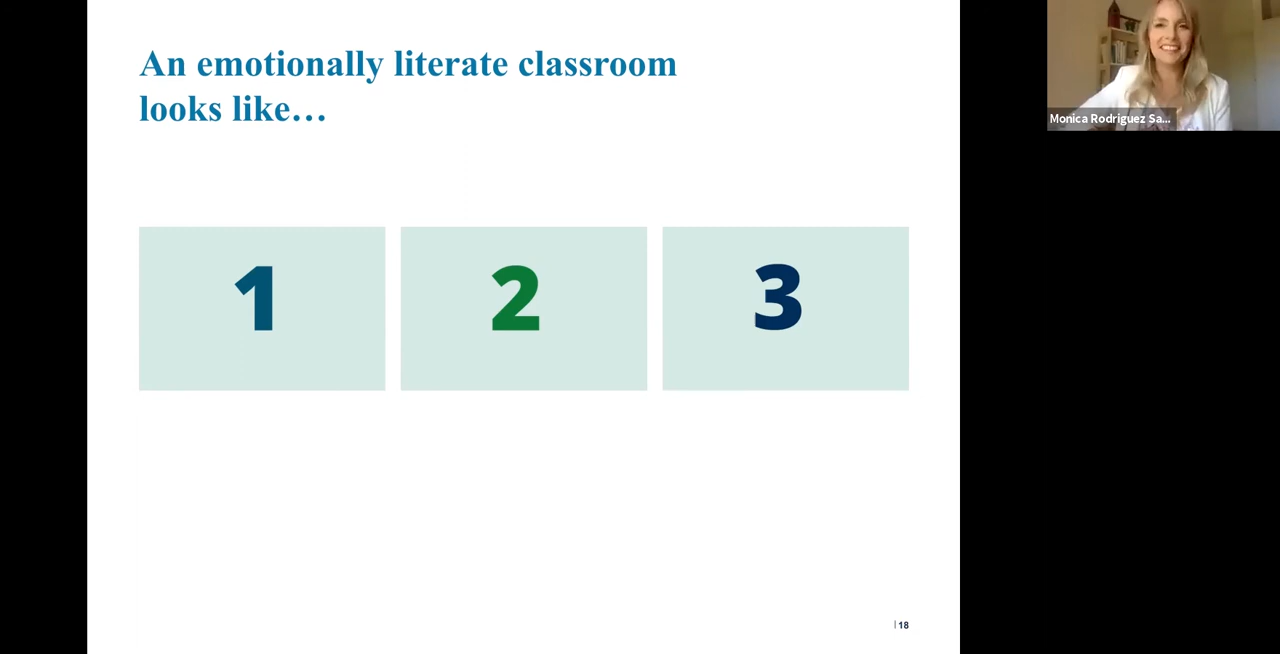 An emotionally literate classroom
looks like…
1
2
3
18
Monica Rodriguez Sa...